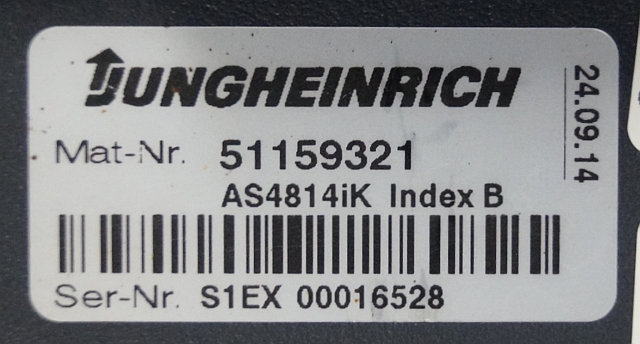 JUNGHEINRICH
24.09.14
Mat-Nr. 51159321
AS4814iK Index B
Ser-Nr. S1EX 00016528